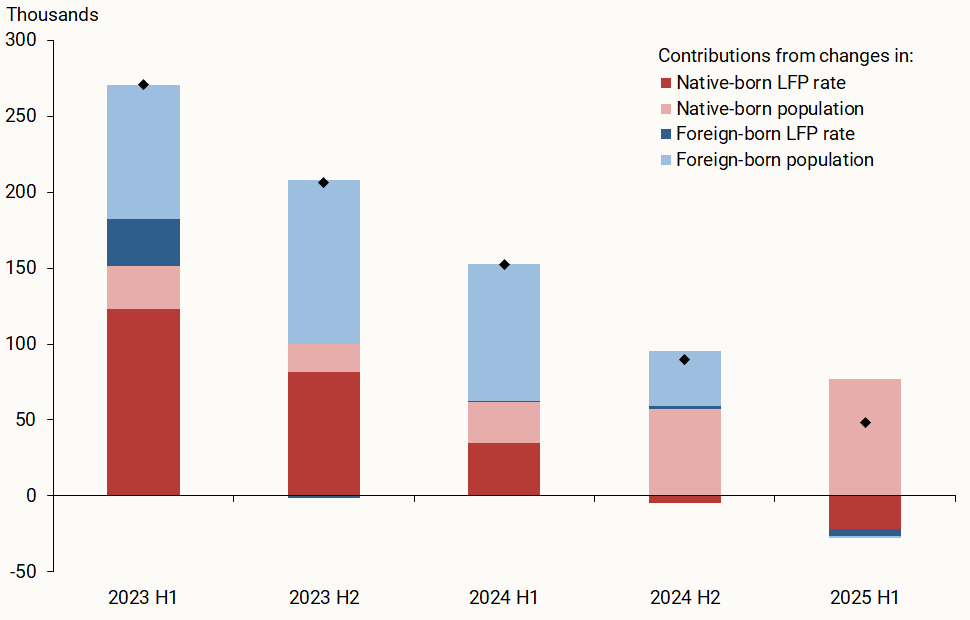 Thousands
300
250
200
150
100
50
0
-50
Contributions from changes in:
Native-born LFP rate
Native-born population
Foreign-born LFP rate
Foreign-born population
2023 H1
2023 H2
2024 H1
2024 H2
2025 H1